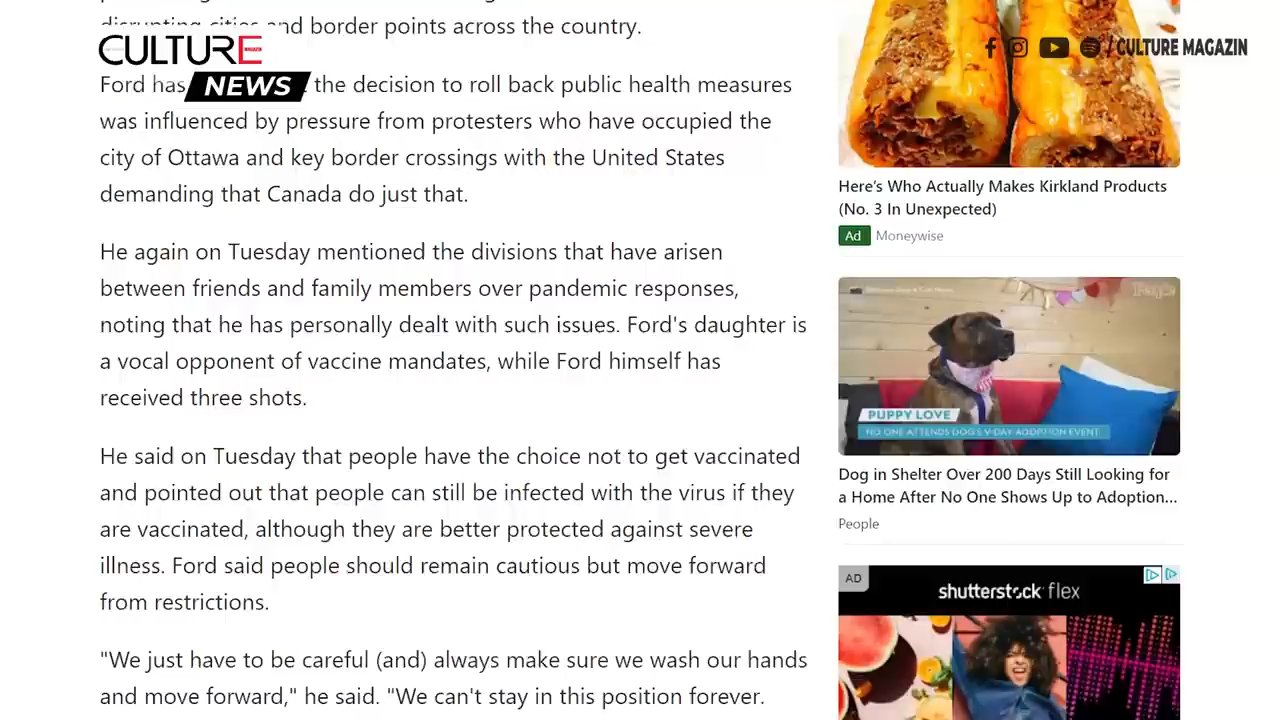 disrupting cities and border points across the country.
CULTURE
NEWS
/ CULTURE MAGAZIN
Ford has the decision to roll back public health measures
was influenced by pressure from protesters who have occupied the
city of Ottawa and key border crossings with the United States
demanding that Canada do just that.
He again on Tuesday mentioned the divisions that have arisen
between friends and family members over pandemic responses,
noting that he has personally dealt with such issues. Ford's daughter is
a vocal opponent of vaccine mandates, while Ford himself has
received three shots.
He said on Tuesday that people have the choice not to get vaccinated
and pointed out that people can still be infected with the virus if they
are vaccinated, although they are better protected against severe
illness. Ford said people should remain cautious but move forward
from restrictions.
"We just have to be careful (and) always make sure we wash our hands
and move forward," he said. "We can't stay in this position forever.
Here's Who Actually Makes Kirkland Products
(No. 3 In Unexpected)
Ad Moneywise
People
PUPPY LOVE
NO ONE ATTENDS DOG'S V-DAY ADOPTION EVENT
Dog in Shelter Over 200 Days Still Looking for
a Home After No One Shows Up to Adoption...
People
AD
shutterstock flex